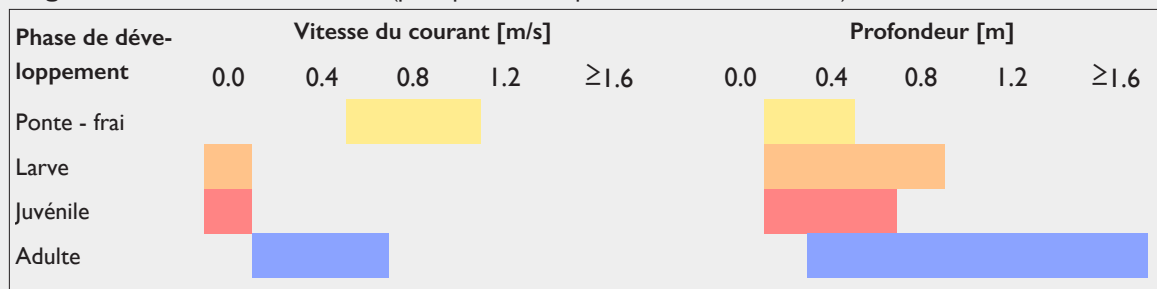 Phase de déve-
loppement
Vitesse du courant [m/s]
Profondeur [m]
0.0 0.4 0.8 1.2 ≥1.6
0.0 0.4 0.8 1.2 ≥1.6
Ponte - frai
Larve
Juvénile
Adulte